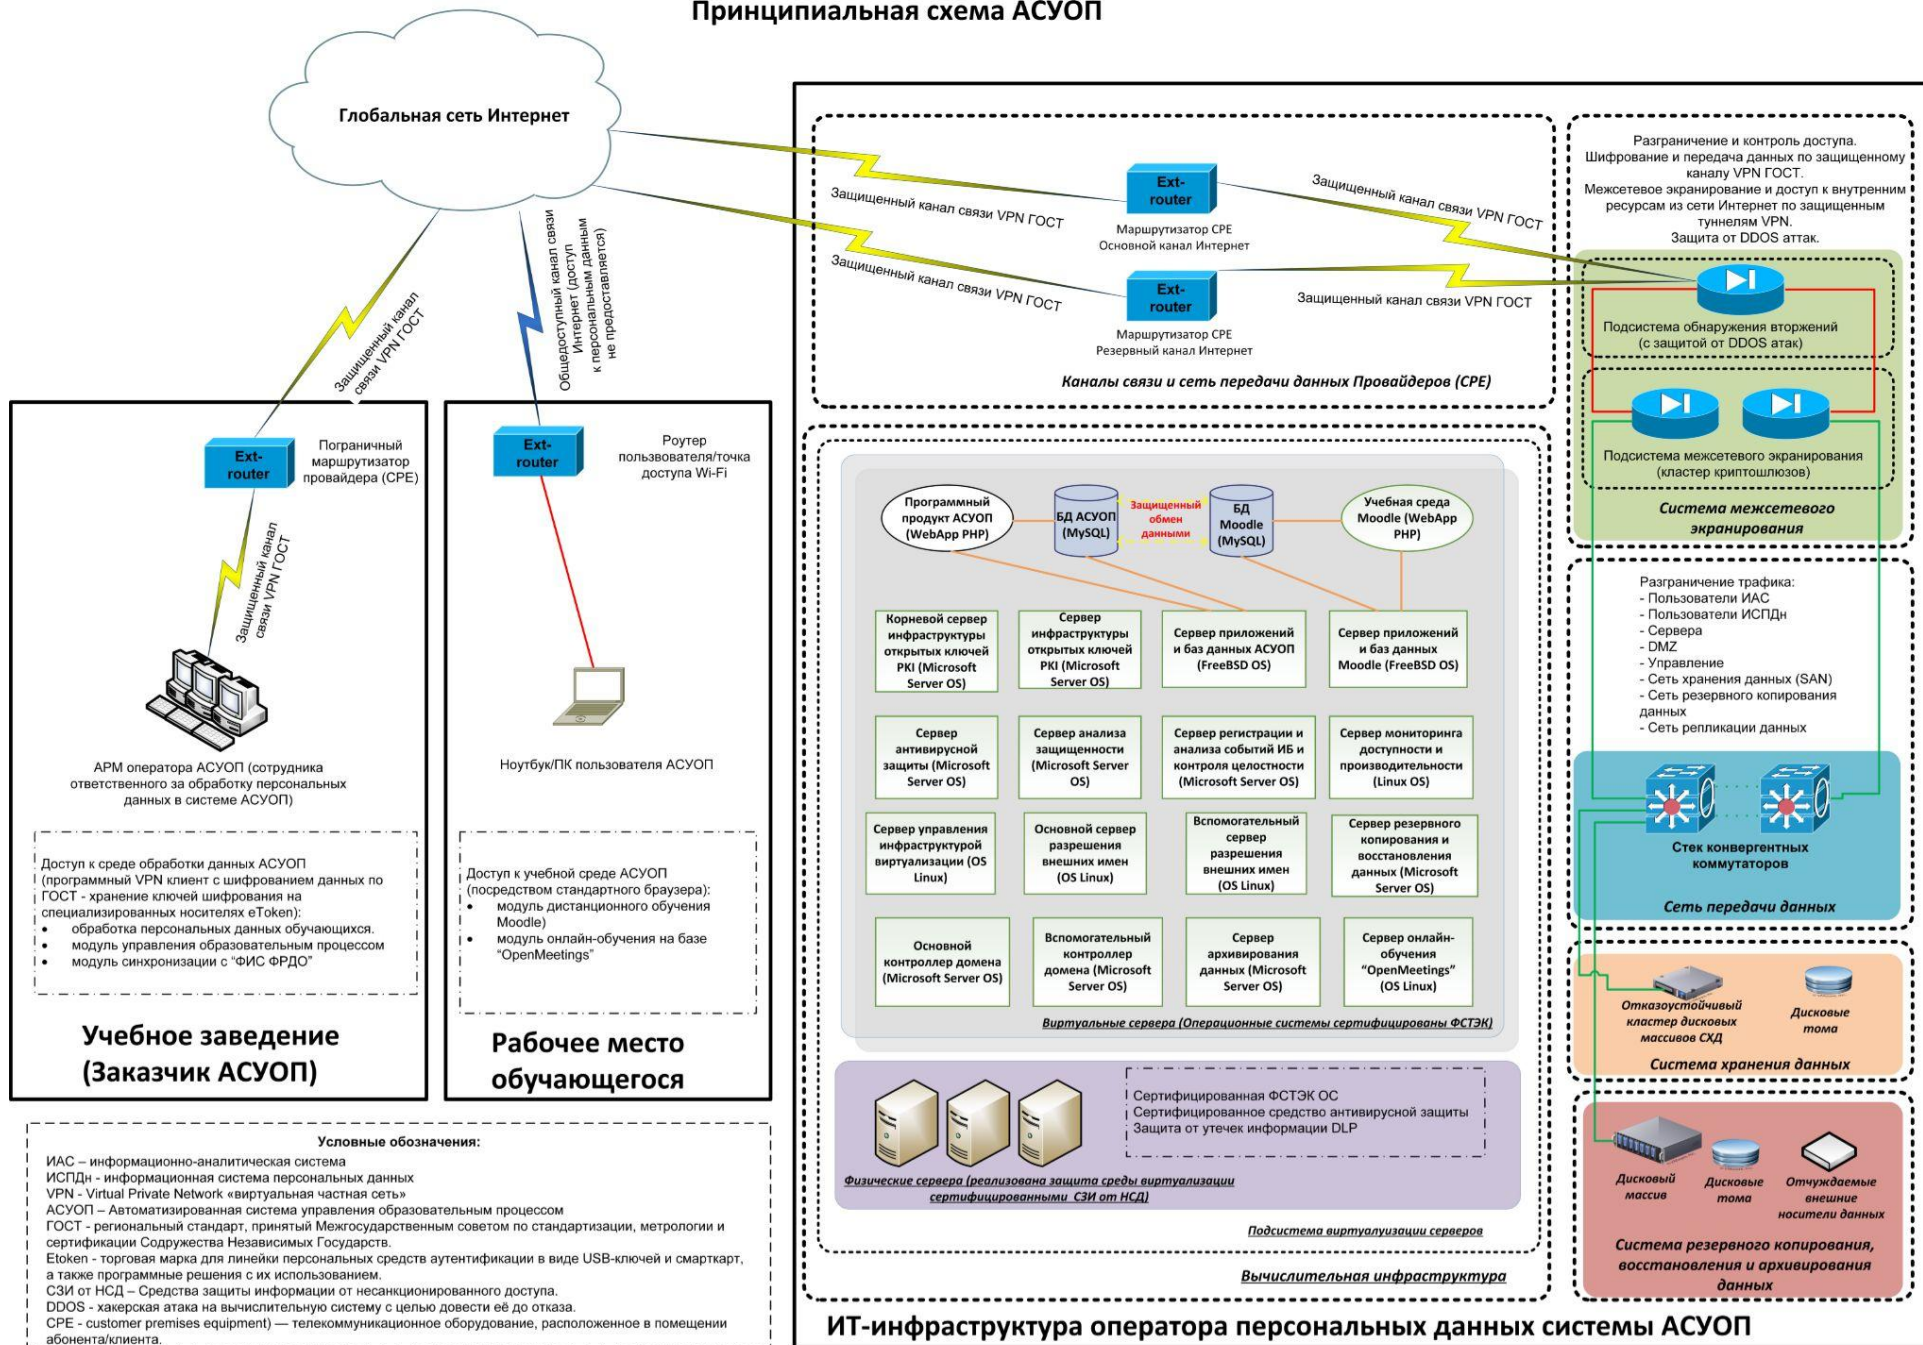 Принципиальная схема АСУОП
Глобальная сеть Интернет
Защищенный канал
связи VPN ГОСТ
Общедоступный канал связи
Интернет (доступ
к персональным данным
не предоставляется)
Защищенный канал связи VPN ГОСТ
Защищенный канал связи VPN ГОСТ
Ext-
router
Маршрутизатор CPE
Основной канал Интернет
Ext-
router
Маршрутизатор CPE
Резервный канал Интернет
Защищенный канал связи VPN ГОСТ
Защищенный канал связи VPN ГОСТ
Каналы связи и сеть передачи данных Провайдеров (CPE)
Разграничение и контроль доступа.
Шифрование и передача данных по защищенному
каналу VPN ГОСТ.
Межсетевое экранирование и доступ к внутренним
ресурсам из сети Интернет по защищенным
туннелям VPN.
Защита от DDOS аттак.
Подсистема обнаружения вторжений
(с защитой от DDOS атак)
Подсистема межсетевого экранирования
(кластер криптошлюзов)
Система межсетевого
экранирования
Ext-
router
Пограничный
маршрутизатор
провайдера (CPE)
Защищенный канал
связи VPN ГОСТ
АРМ оператора АСУОП (сотрудника
ответственного за обработку персональных
данных в системе АСУОП)
Доступ к среде обработки данных АСУОП
(программный VPN клиент с шифрованием данных по
ГОСТ - хранение ключей шифрования на
специализированных носителях eToken):
• обработка персональных данных обучающихся.
• модуль управления образовательным процессом
• модуль синхронизации с “ФИС ФРДО”
Учебное заведение
(Заказчик АСУОП)
Ext-
router
Роутер
пользвователя/точка
доступа Wi-Fi
Ноутбук/ПК пользователя АСУОП
Доступ к учебной среде АСУОП
(посредством стандартного браузера):
• модуль дистанционного обучения
Moodle)
• модуль онлайн-обучения на базе
“OpenMeetings”
Рабочее место
обучающегося
Программный
продукт АСУОП
(WebApp PHP)
БД АСУОП
(MySQL)
Защищенный
обмен
данными
БД
Moodle
(MySQL)
Учебная среда
Moodle (WebApp
PHP)
Корневой сервер
инфраструктуры
открытых ключей
PKI (Microsoft
Server OS)
Сервер
инфраструктуры
открытых ключей
PKI (Microsoft
Server OS)
Сервер приложений
и баз данных АСУОП
(FreeBSD OS)
Сервер приложений
и баз данных
Moodle (FreeBSD OS)
Сервер
антивирусной
защиты (Microsoft
Server OS)
Сервер анализа
защищенности
(Microsoft Server
OS)
Сервер регистрации и
анализа событий ИБ и
контроля целостности
(Microsoft Server OS)
Сервер мониторинга
доступности и
производительности
(Linux OS)
Сервер управления
инфраструктурой
виртуализации (OS
Linux)
Основной сервер
разрешения
внешних имен
(OS Linux)
Вспомогательный
сервер
разрешения
внешних имен
(OS Linux)
Сервер резервного
копирования и
восстановления
данных (Microsoft
Server OS)
Основной
контроллер домена
(Microsoft Server OS)
Вспомогательный
контроллер
домена (Microsoft
Server OS)
Сервер
архивирования
данных (Microsoft
Server OS)
Сервер онлайн-
обучения
“OpenMeetings”
(OS Linux)
Виртуальные сервера (Операционные системы сертифицированы ФСТЭК)
Сертифицированная ФСТЭК ОС
Сертифицированное средство антивирусной защиты
Защита от утечек информации DLP
Физические сервера (реализована защита среды виртуализации
сертифицированными СЗИ от НСД)
Подсистема виртуалуизации серверов
Вычислительная инфраструктура
Разграничение трафика:
- Пользователи ИАС
- Пользователи ИСПДн
- Сервера
- DMZ
- Управление
- Сеть хранения данных (SAN)
- Сеть резервного копирования
данных
- Сеть репликации данных
Стек конвергентных
коммутаторов
Сеть передачи данных
Отказоустойчивый
кластер дисковых
массивов СХД
Дисковые
тома
Система хранения данных
Дисковый
массив
Дисковые
тома
Отчуждаемые
внешние
носители данных
Система резервного копирования,
восстановления и архивирования
данных
ИТ-инфраструктура оператора персональных данных системы АСУОП
Условные обозначения:
ИАС – информационно-аналитическая система
ИСПДн - информационная система персональных данных
VPN - Virtual Private Network «виртуальная частная сеть»
АСУОП – Автоматизированная система управления образовательным процессом
ГОСТ - региональный стандарт, принятый Межгосударственным советом по стандартизации, метрологии и
сертификации Содружества Независимых Государств.
Etoken - торговая марка для линейки персональных средств аутентификации в виде USB-ключей и смарткарт,
а также программные решения с их использованием.
СЗИ от НСД – Средства защиты информации от несанкционированного доступа.
DDOS - хакерская атака на вычислительную систему с целью довести её до отказа.
CPE - customer premises equipment) — телекоммуникационное оборудование, расположенное в помещении
абонента/клиента.